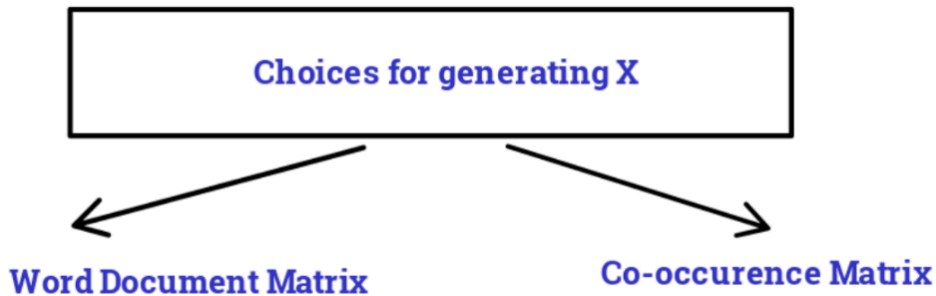 Choices for generating X
Word Document Matrix
Co-occurence Matrix